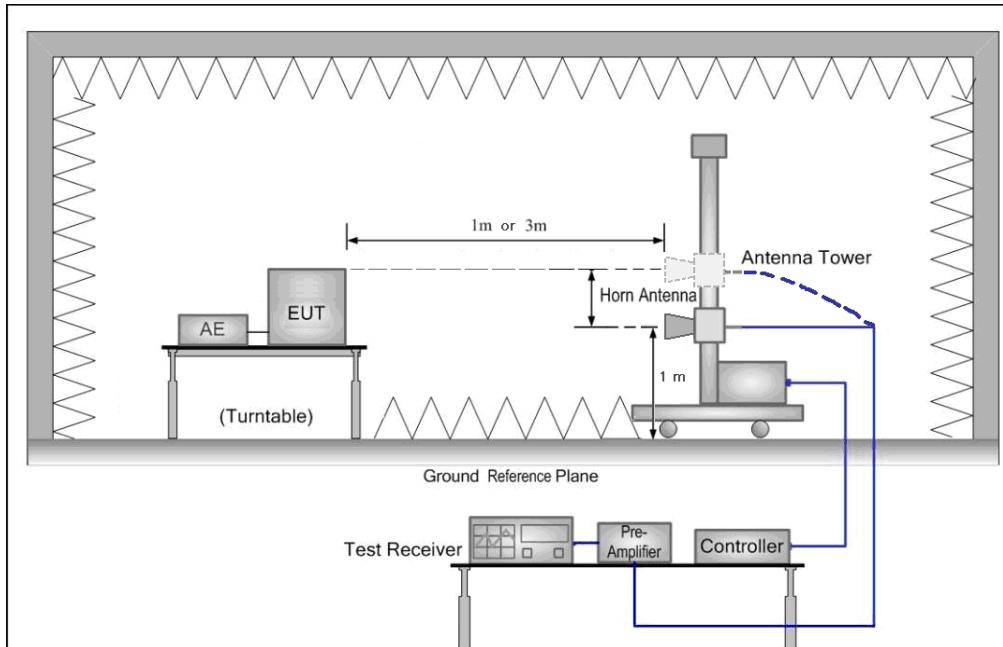 1m or 3m
Antenna Tower
Horn Antenna
EUT
AE
1 m
(Turntable)
Ground Reference Plane
Test Receiver
Pre-
Amplifier
Controller